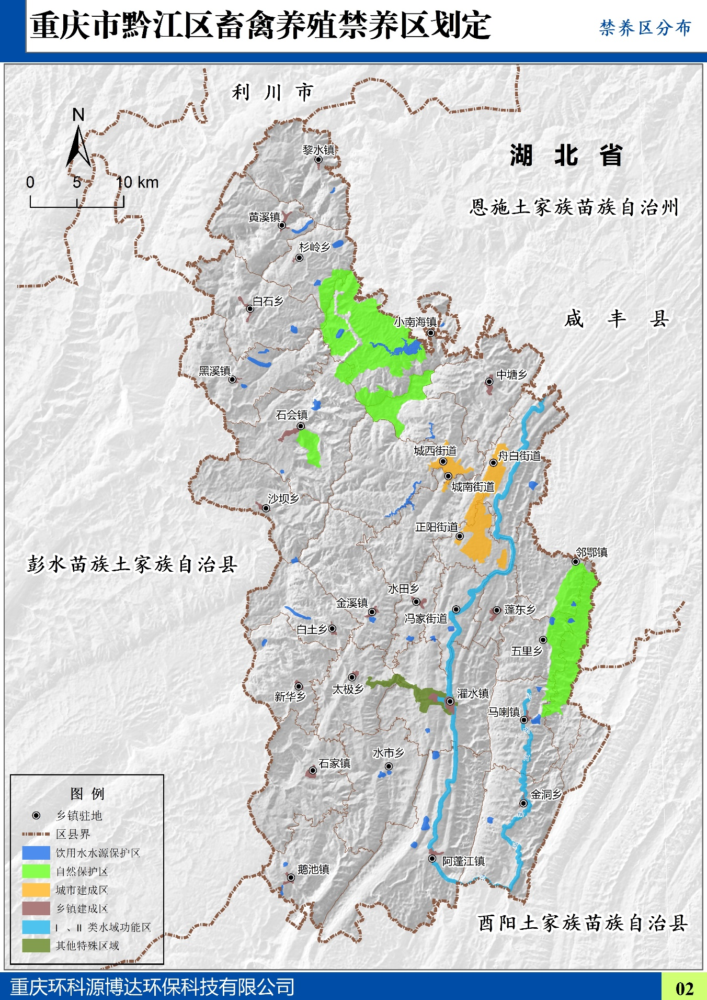 重庆市黔江区畜禽养殖禁养区划定
禁养区分布
利川市
N
0 5 10 km
湖北省
恩施土家族苗族自治州
黎水镇
黄溪镇
杉岭乡
白石乡
小南海镇
咸丰县
黑溪镇
中塘乡
石会镇
城西街道
舟白街道
城南街道
沙坝乡
正阳街道
邻鄂镇
彭水苗族土家族自治县
水田乡
金溪镇
蓬东乡
冯家街道
白土乡
五里乡
太极乡
新华乡
濯水镇
马喇镇
马
喇
河
水市乡
石家镇
金洞乡
阿蓬江镇
鹅池镇
江
酉阳土家族苗族自治县
图例
乡镇驻地
区县界
饮用水水源保护区
自然保护区
城市建成区
乡镇建成区
I、II类水域功能区
其他特殊区域
重庆环科源博达环保科技有限公司
02